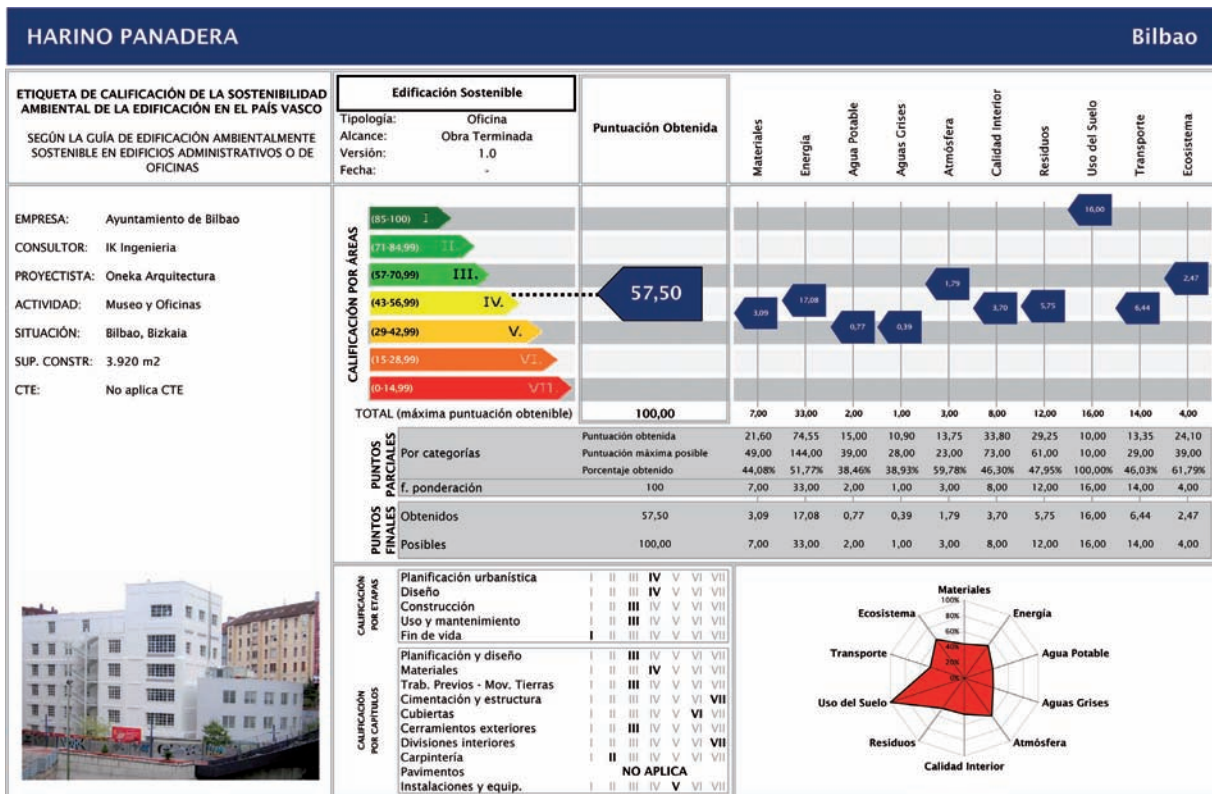 HARINO PANADERA Bilbao
ETIQUETA DE CALIFICACIÓN DE LA SOSTENIBILIDAD
AMBIENTAL DE LA EDIFICACIÓN EN EL PAÍS VASCO
SEGÚN LA GUÍA DE EDIFICACIÓN AMBIENTALMENTE
SOSTENIBLE EN EDIFICIOS ADMINISTRATIVOS O DE
OFICINAS
Edificación Sostenible
Tipología: Oficina
Alcance: Obra Terminada
Versión: 1.0
Fecha: -
Puntuación Obtenida
Materiales
Energía
Agua Potable
Aguas Grises
Atmósfera
Calidad Interior
Residuos
Uso del Suelo
Transporte
Ecosistema
EMPRESA: Ayuntamiento de Bilbao
CONSULTOR: IK Ingenieria
PROYECTISTA: Oneka Arquitectura
ACTIVIDAD: Museo y Oficinas
SITUACIÓN: Bilbao, Bizkaia
SUP. CONSTR: 3.920 m2
CTE: No aplica CTE
CALIFICACIÓN POR ÁREAS
(85-100) I
(71-84,99) II.
(57-70,99) III.
(43-56,99) IV.
(29-42,99) V.
(15-28,99) VI.
(0-14,99) VII.
57,50
3,09
17,08
0,77
0,39
1,79
3,70
5,75
16,00
6,44
2,47
TOTAL (máxima puntuación obtenible) 100,00 7,00 33,00 2,00 1,00 3,00 8,00 12,00 16,00 14,00 4,00
PUNTOS
PARCIALES
Por categorías
Puntuación obtenida 21,60 74,55 15,00 10,90 13,75 33,80 29,25 10,00 13,35 24,10
Puntuación máxima posible 49,00 144,00 39,00 28,00 23,00 73,00 61,00 10,00 29,00 39,00
Porcentaje obtenido 44,08% 51,77% 38,46% 38,93% 59,78% 46,30% 47,95% 100,00% 46,03% 61,79%
f. ponderación 100 7,00 33,00 2,00 1,00 3,00 8,00 12,00 16,00 14,00 4,00
PUNTOS
FINALES
Obtenidos 57,50 3,09 17,08 0,77 0,39 1,79 3,70 5,75 16,00 6,44 2,47
Posibles 100,00 7,00 33,00 2,00 1,00 3,00 8,00 12,00 16,00 14,00 4,00
CALIFICACIÓN
POR ETAPAS
Planificación urbanística I II III IV V VI VII
Diseño I II III IV V VI VII
Construcción I II III IV V VI VII
Uso y mantenimiento I II III IV V VI VII
Fin de vida I II III IV V VI VII
CALIFICACIÓN
POR CAPITULOS
Planificación y diseño I II III IV V VI VII
Materiales I II III IV V VI VII
Trab. Previos - Mov. Tierras I II III IV V VI VII
Cimentación y estructura I II III IV V VI VII
Cubiertas I II III IV V VI VII
Cerramientos exteriores I II III IV V VI VII
Divisiones interiores I II III IV V VI VII
Carpintería I II III IV V VI VII
Pavimentos NO APLICA
Instalaciones y equip. I II III IV V VI VII
Materiales
Energía
Agua Potable
Aguas Grises
Atmósfera
Calidad Interior
Residuos
Uso del Suelo
Transporte
Ecosistema
100%
80%
60%
40%
20%
0%